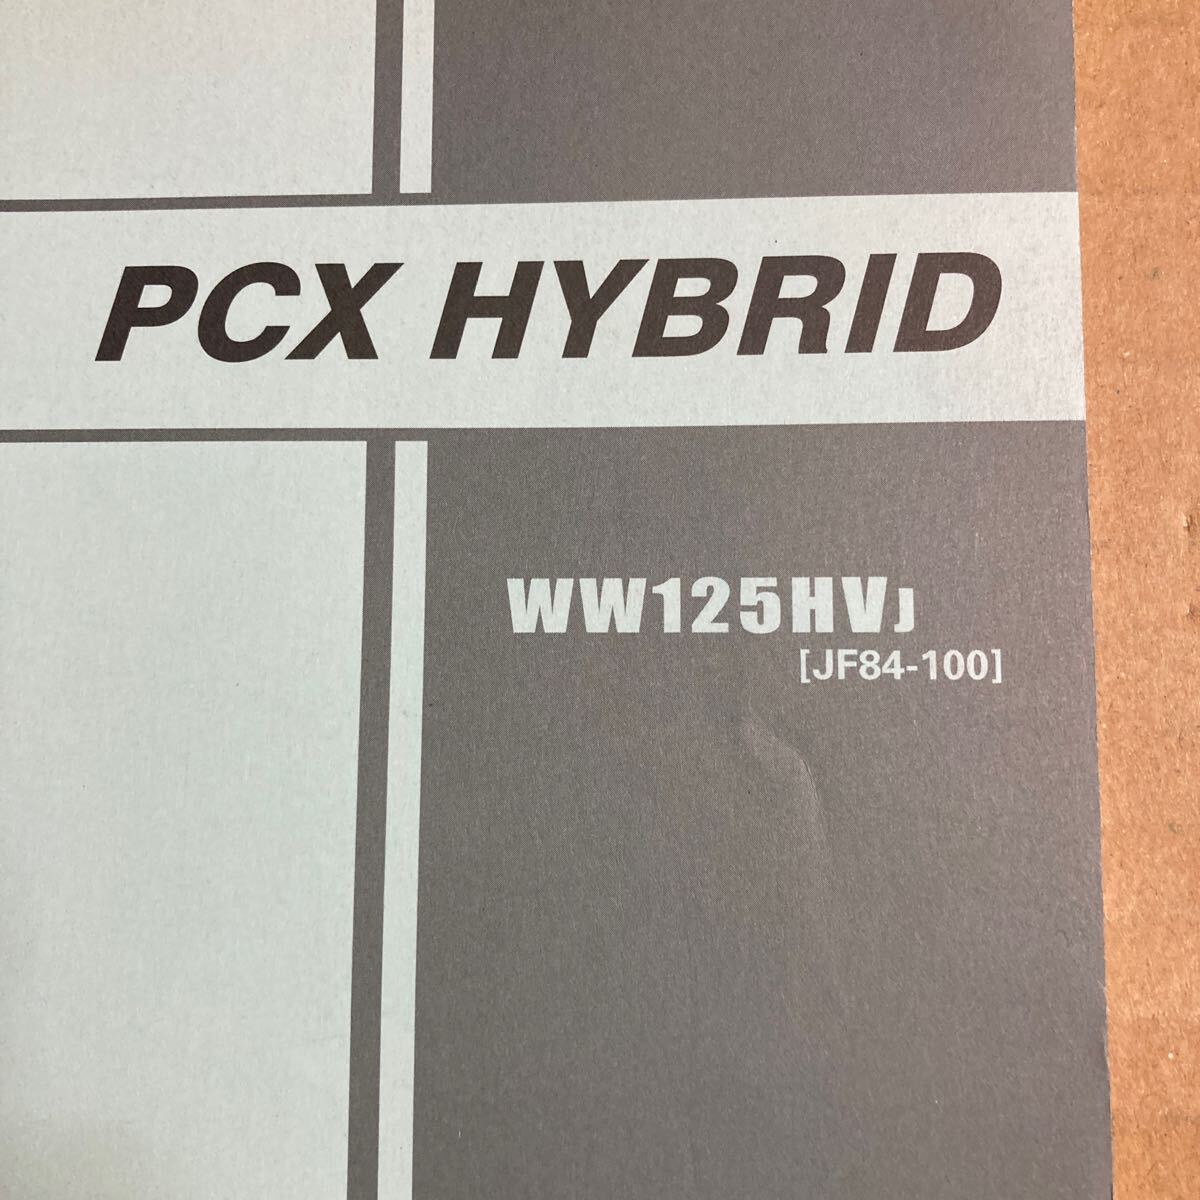 PCX HYBRID
WW125HVJ
[JF84-100]